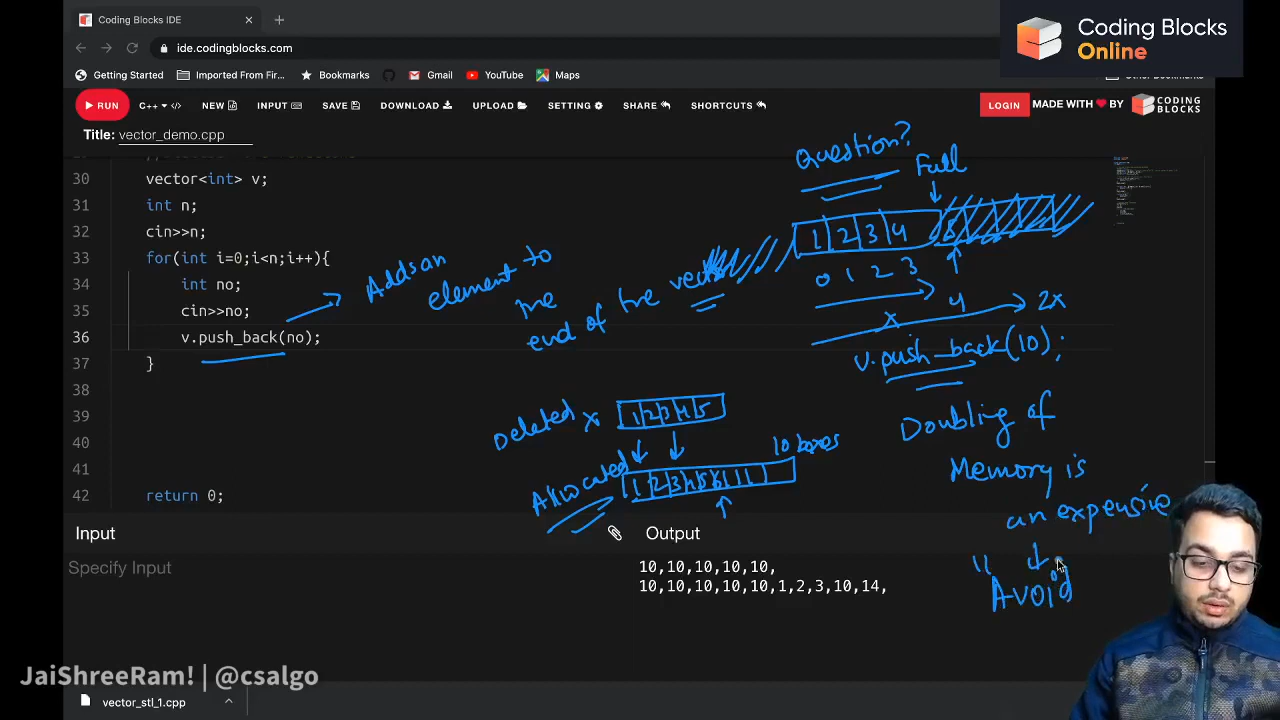 Coding Blocks IDE
Coding Blocks
Online
ide.codingblocks.com
Getting Started
Imported From Fir...
Bookmarks
Gmail
YouTube
Maps
Other Bookmarks
RUN
C++
NEW
INPUT
SAVE
DOWNLOAD
UPLOAD
SETTING
SHARE
SHORTCUTS
LOGIN
MADE WITH
BY
CODING
BLOCKS
Title: vector_demo.cpp
30 vector<int> v;
31 int n;
32 cin>>n;
33 for(int i=0;i<n;i++){
34 int no;
35 cin>>no;
36 v.push_back(no);
37 }
38
39
40
41
42 return 0;
Adds an
element to
the
end of the vector
Question?
Full
1 2 3 4 5
0 1 2 3
4
x
2x
v.push_back(10);
Deleted x
1 2 3 4 5
10 boxes
Allocated
Doubling of
Memory is
an expensive
Avoid
Input
Output
Specify Input
10,10,10,10,10,
10,10,10,10,10,1,2,3,10,14,
JaiShreeRam! | @csalgo
vector_stl_1.cpp